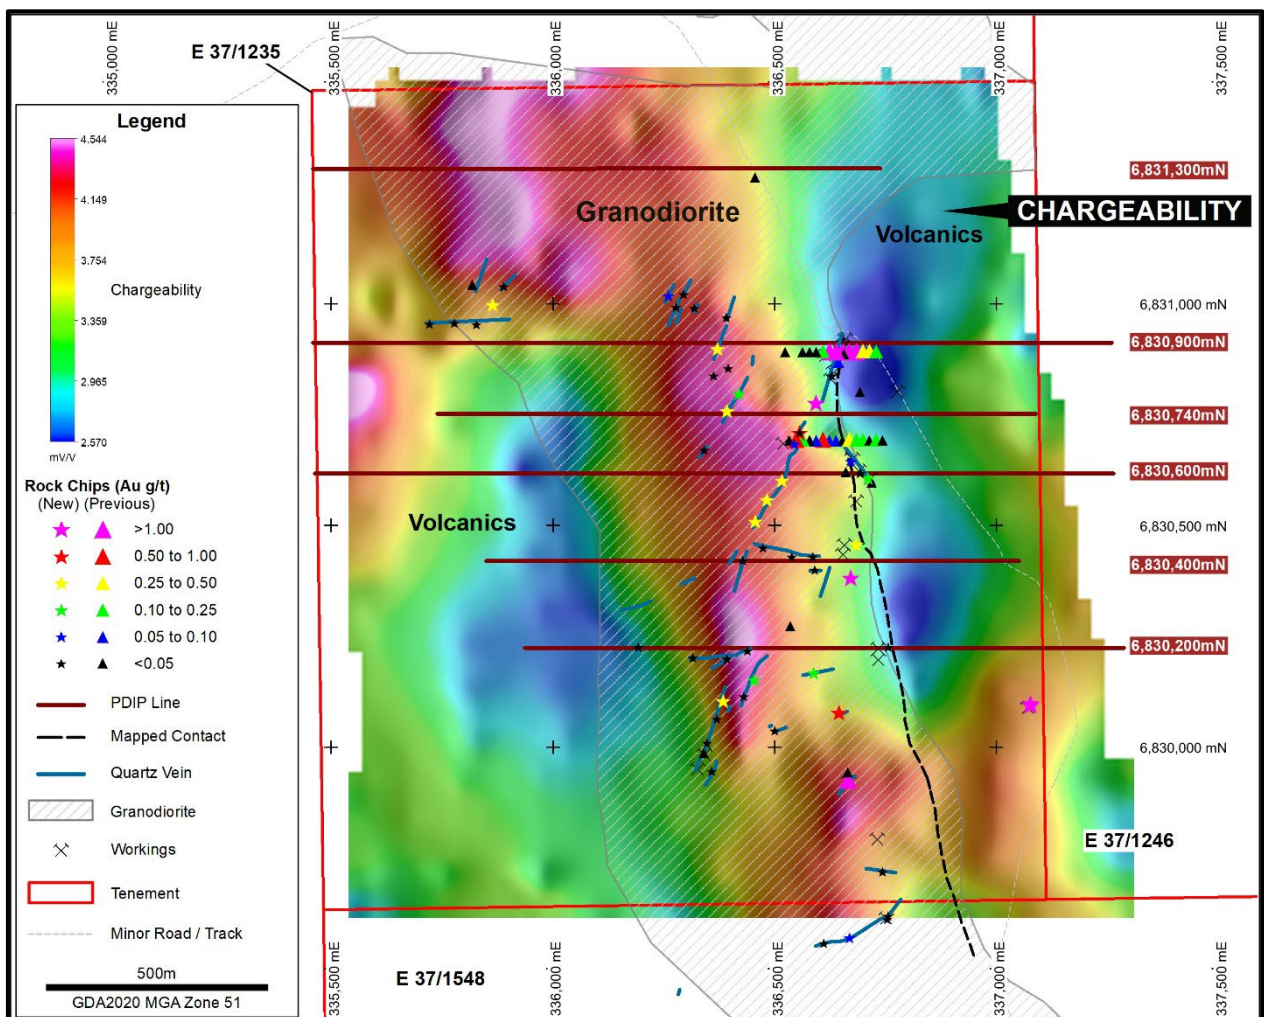 335,000 mE
335,500 mE
336,000 mE
336,500 mE
337,000 mE
337,500 mE
E 37/1235
Legend
4.544
4.149
3.754
3.359
2.965
2.570
mV/V
Chargeability
Rock Chips (Au g/t)
(New) (Previous)
>1.00
0.50 to 1.00
0.25 to 0.50
0.10 to 0.25
0.05 to 0.10
<0.05
PDIP Line
Mapped Contact
Quartz Vein
Granodiorite
Workings
Tenement
Minor Road / Track
500m
GDA2020 MGA Zone 51
6,831,300mN
Granodiorite
CHARGEABILITY
Volcanics
6,831,000 mN
6,830,900mN
6,830,740mN
6,830,600mN
Volcanics
6,830,500 mN
6,830,400mN
6,830,200mN
6,830,000 mN
E 37/1246
E 37/1548
335,500 mE
336,000 mE
336,500 mE
337,000 mE
337,500 mE